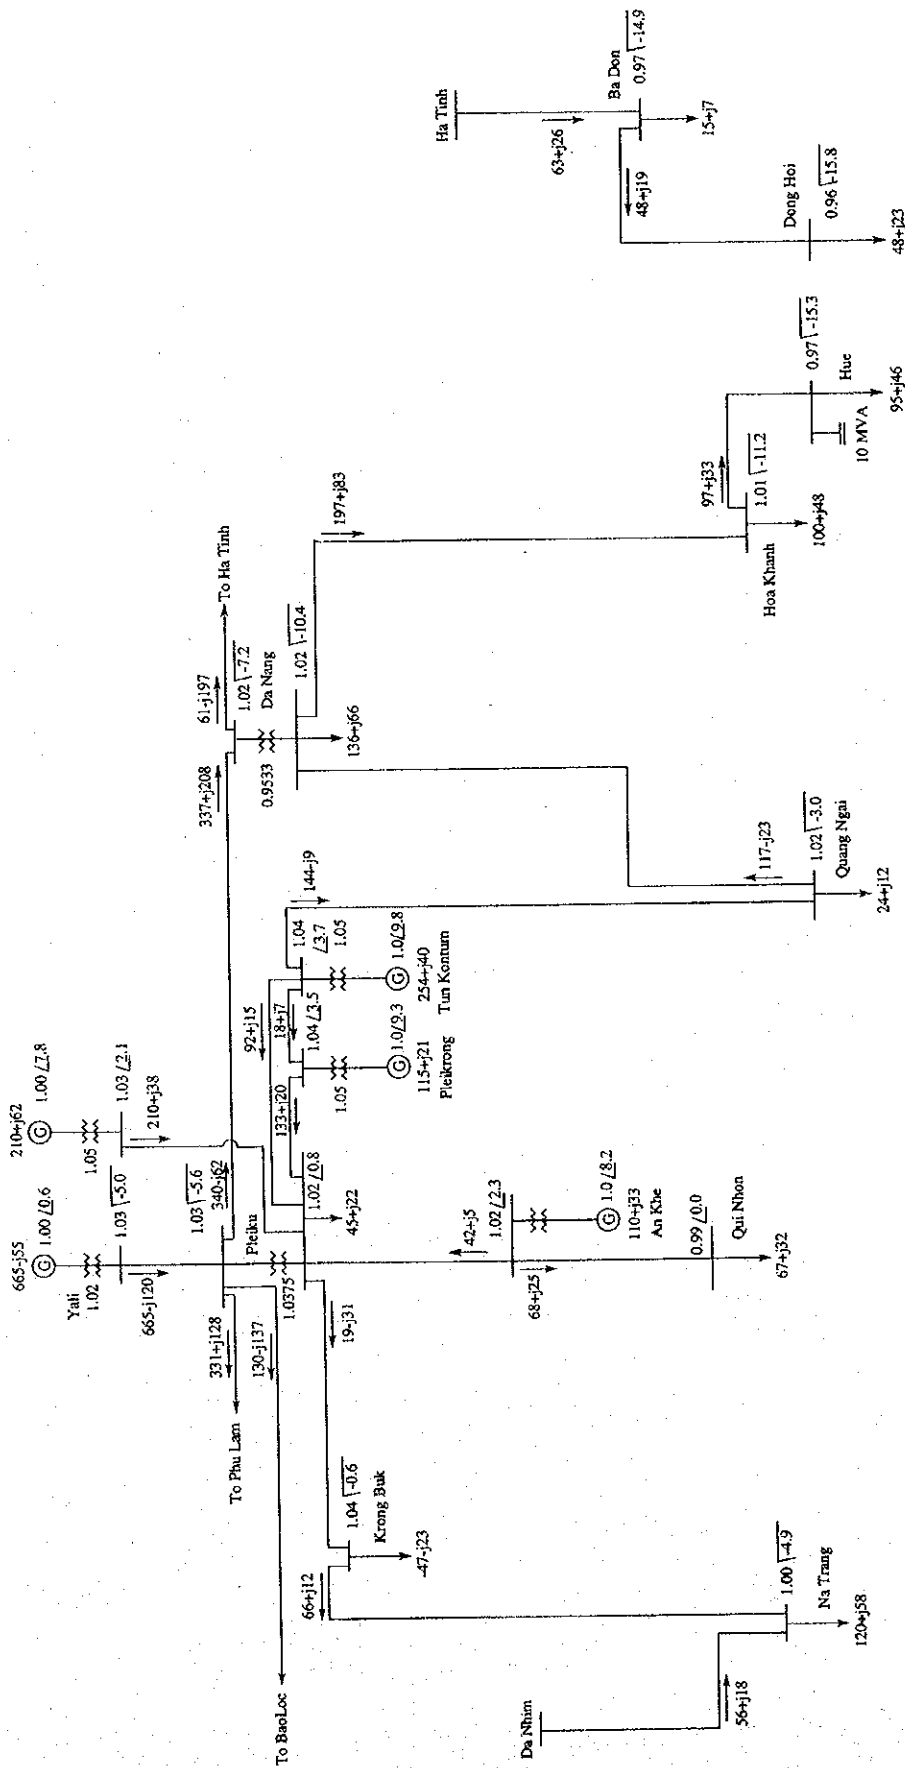 Ha Tinh
63+j26
Ba Don
0.97 \-14.9
15+j7
48+j19
Dong Hoi
0.96 \-15.8
48+j23
0.97 \-15.3
Hue
10 MVA
95+j46
97+j33
1.01 \-11.2
Hoa Khanh
100+j48
197+j83
To Ha Tinh
61-j197
1.02 \-7.2
Da Nang
337+j208
0.9533
1.02 \-10.4
136+j66
117-j23
1.02 \-3.0
Quang Ngai
24+j12
144-j9
1.04
/3.7
1.05
G 1.0/9.8
254+j40
Tun Kontum
92+j15
18+j7
1.04 /3.5
1.05
G 1.0/9.3
115+j21
Pleikrong
133+j20
210+j62
G 1.00 /7.8
1.05
1.03 /2.1
210+j38
665-j55
G 1.00 /0.6
Yali
1.02
1.03 \-5.0
665-j120
1.03 \-5.6
340-j62
Pleiku
331+j128
130-j137
1.0375
1.02 /0.8
45+j22
To Phu Lam
To BaoLoc
42+j5
1.02 /2.3
G 1.0 /8.2
110+j33
An Khe
68+j25
0.99 /0.0
Qui Nhon
67+j32
19-j31
1.04 \-0.6
Krong Buk
-47-j23
66+j12
1.00 \-4.9
Na Trang
120+j58
Da Nhim
56+j18